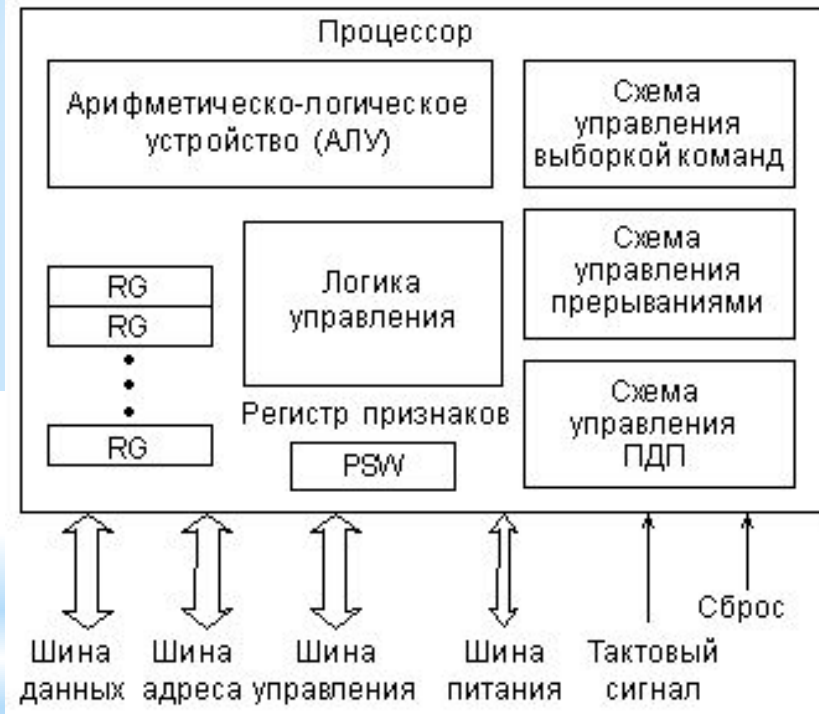 Процессор
Арифметическо-логическое
устройство (АЛУ)
Схема
управления
выборкой команд
RG
RG
RG
Логика
управления
Схема
управления
прерываниями
Регистр признаков
PSW
Схема
управления
ПДП
Шина
данных
Шина
адреса
Шина
управления
Шина
питания
Тактовый
сигнал
Сброс